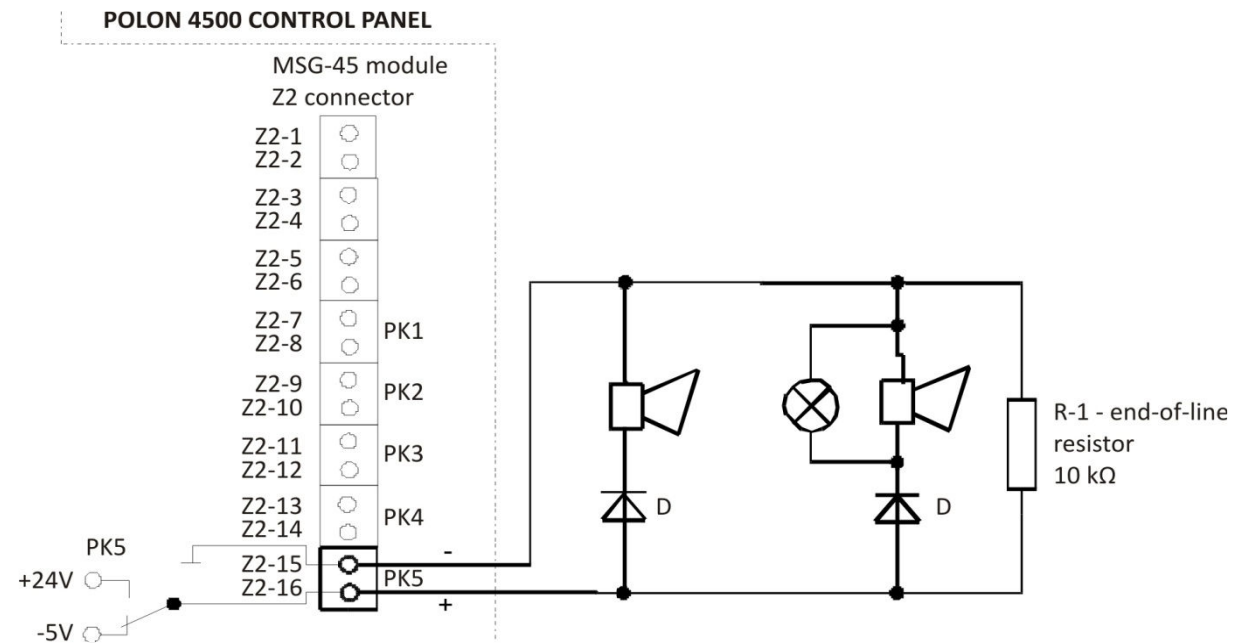 POLON 4500 CONTROL PANEL
MSG-45 module
Z2 connector
Z2-1
Z2-2
Z2-3
Z2-4
Z2-5
Z2-6
Z2-7
Z2-8
PK1
Z2-9
Z2-10
PK2
Z2-11
Z2-12
PK3
Z2-13
Z2-14
PK4
Z2-15
Z2-16
PK5
-
+
PK5
+24V
-5V
D
D
R-1 - end-of-line
resistor
10 kΩ